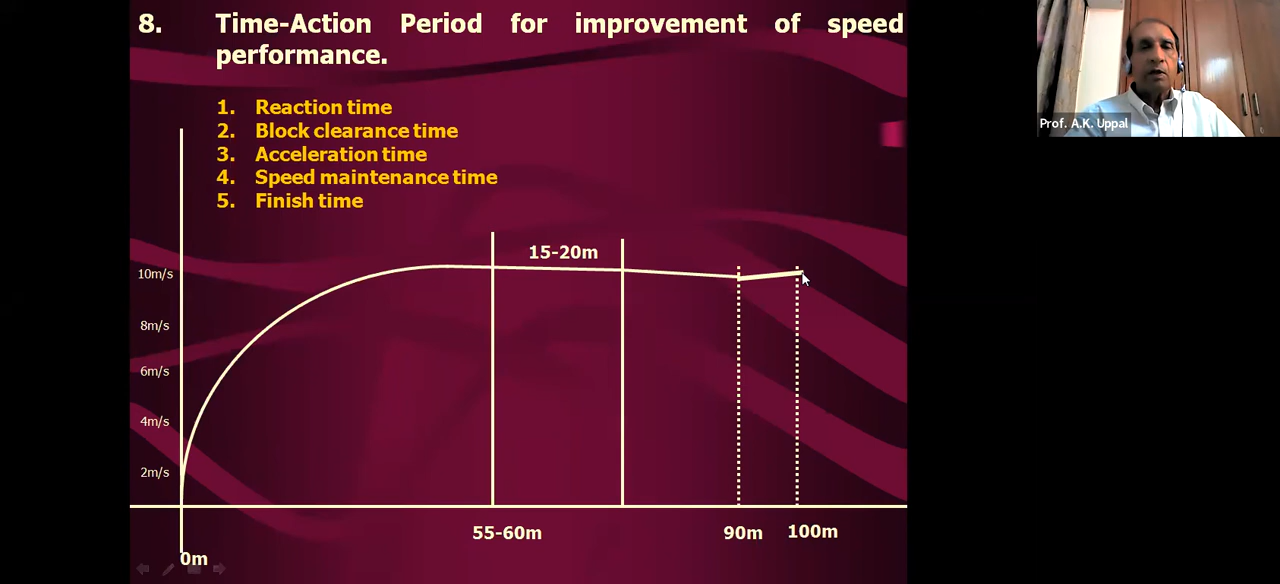 8. Time-Action Period for improvement of speed
performance.
1. Reaction time
2. Block clearance time
3. Acceleration time
4. Speed maintenance time
5. Finish time
Prof. A.K. Uppal
15-20m
10m/s
8m/s
6m/s
4m/s
2m/s
55-60m
90m
100m
0m